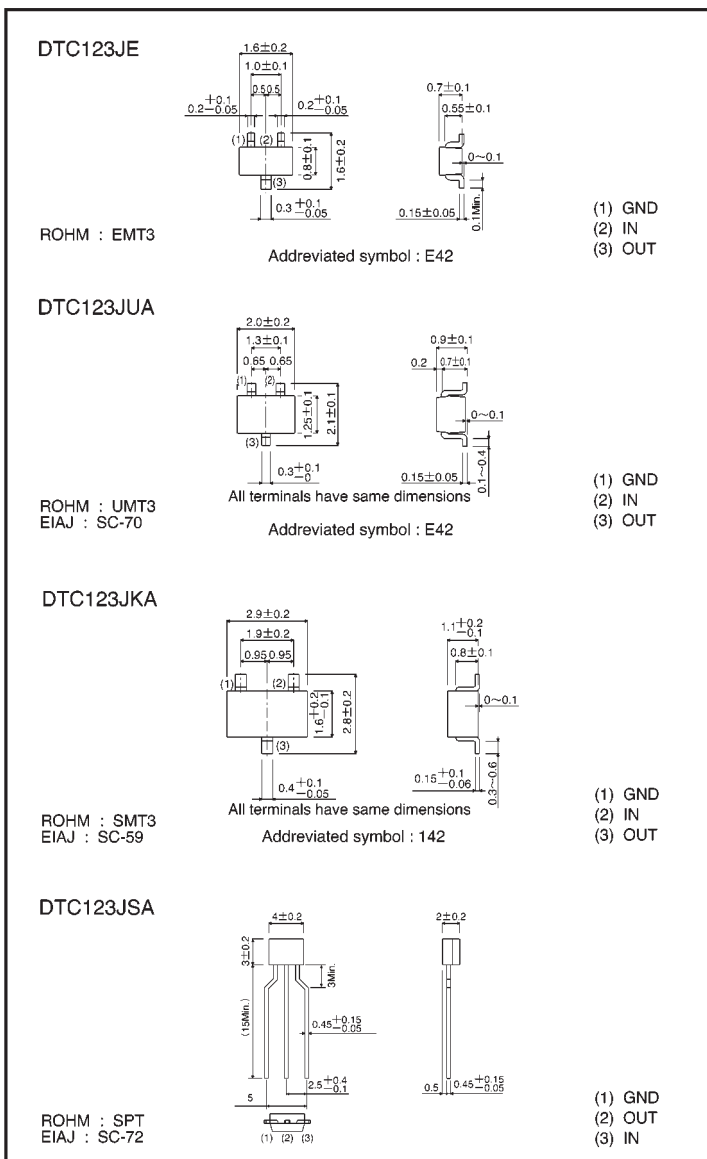 DTC123JE
1.6±0.2
1.0±0.1
0.5 0.5
0.2 +0.1 −0.05
0.2 +0.1 −0.05
(1) (2)
(3)
0.8±0.1
1.6±0.2
0.3 +0.1 −0.05
0.7±0.1
0.55±0.1
0~0.1
0.15±0.05
0.1Min.
ROHM : EMT3
Addreviated symbol : E42
(1) GND
(2) IN
(3) OUT
DTC123JUA
2.0±0.2
1.3±0.1
0.65 0.65
(1) (2)
(3)
1.25±0.1
2.1±0.1
0.3 +0.1 −0
0.9±0.1
0.2 0.7±0.1
0~0.1
0.15±0.05
0.1~0.4
All terminals have same dimensions
ROHM : UMT3
EIAJ : SC-70
Addreviated symbol : E42
(1) GND
(2) IN
(3) OUT
DTC123JKA
2.9±0.2
1.9±0.2
0.95 0.95
(1) (2)
(3)
1.6 +0.2 −0.1
2.8±0.2
0.4 +0.1 −0.05
1.1 +0.2 −0.1
0.8±0.1
0~0.1
0.15 +0.1 −0.06
0.3~0.6
All terminals have same dimensions
ROHM : SMT3
EIAJ : SC-59
Addreviated symbol : 142
(1) GND
(2) IN
(3) OUT
DTC123JSA
4±0.2
2±0.2
3±0.2
3Min.
(15Min.)
0.45 +0.15 −0.05
2.5 +0.4 −0.1
5
0.5 0.45 +0.15 −0.05
(1) (2) (3)
ROHM : SPT
EIAJ : SC-72
(1) GND
(2) OUT
(3) IN